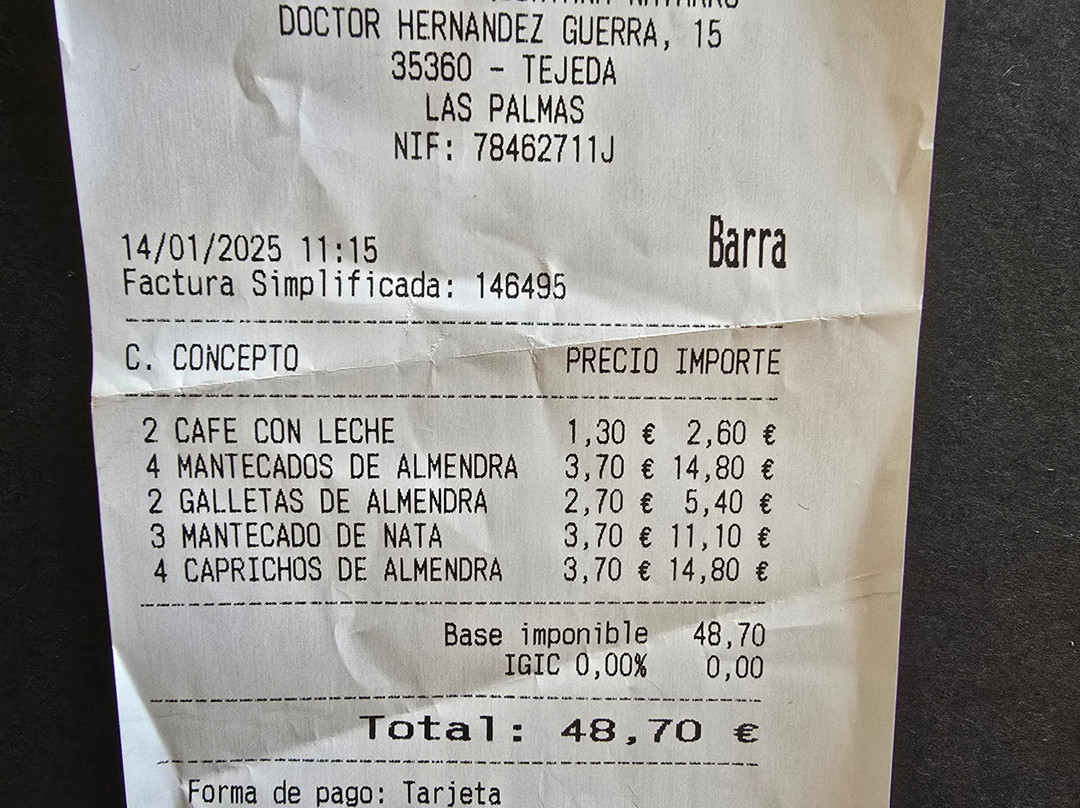 DOCTOR HERNANDEZ GUERRA, 15
35360 - TEJEDA
LAS PALMAS
NIF: 78462711J
Barra
14/01/2025 11:15
Factura Simplificada: 146495
C. CONCEPTO PRECIO IMPORTE
2 CAFE CON LECHE 1,30 € 2,60 €
4 MANTECADOS DE ALMENDRA 3,70 € 14,80 €
2 GALLETAS DE ALMENDRA 2,70 € 5,40 €
3 MANTECADO DE NATA 3,70 € 11,10 €
4 CAPRICHOS DE ALMENDRA 3,70 € 14,80 €
Base imponible 48,70
IGIC 0,00% 0,00
Total: 48,70 €
Forma de pago: Tarjeta